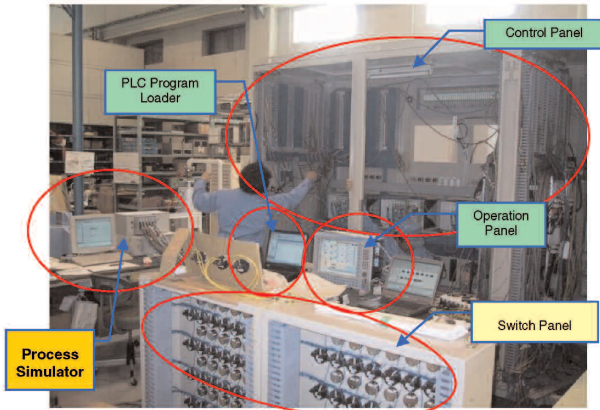 Control Panel
PLC Program
Loader
Operation
Panel
Switch Panel
Process
Simulator